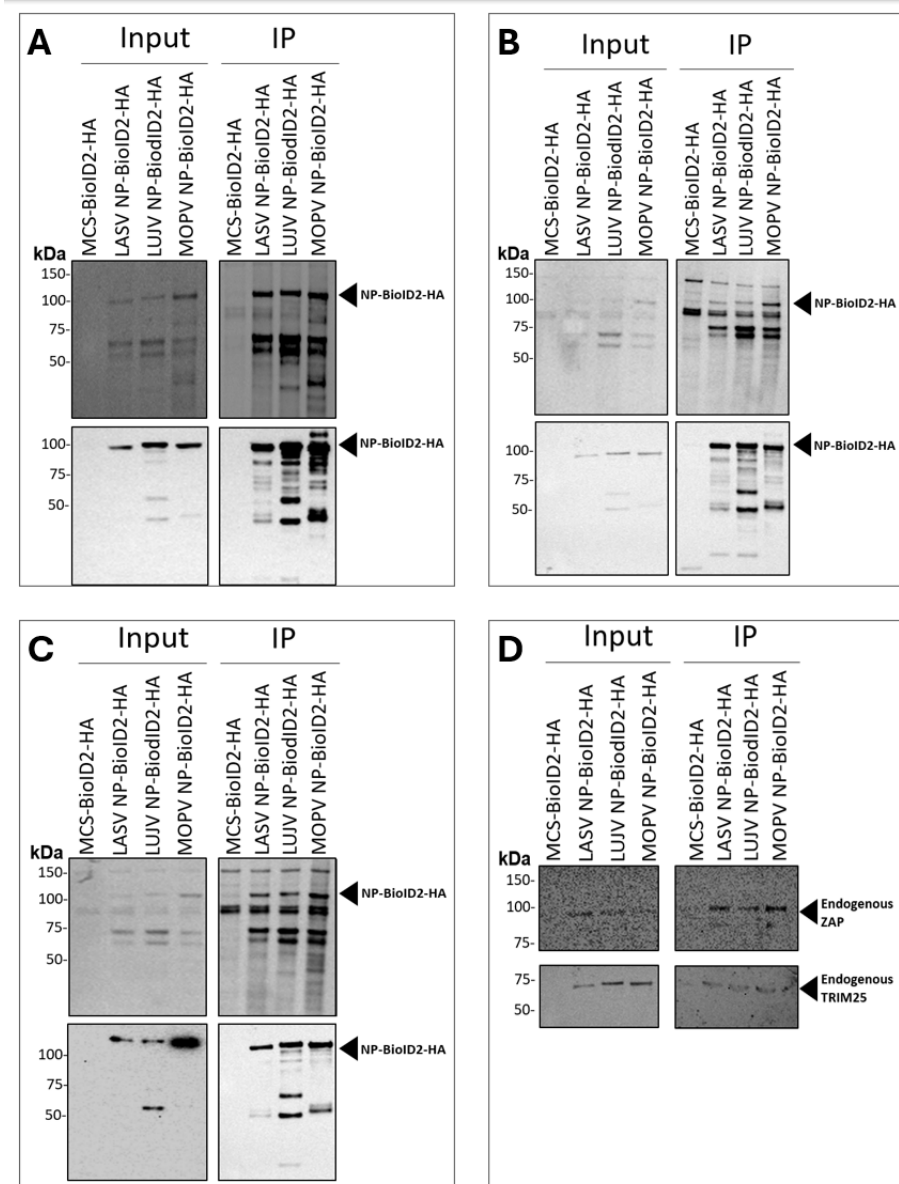 A
Input
IP
MCS-BioID2-HA
LASV NP-BioID2-HA
LUJV NP-BiodID2-HA
MOPV NP-BioID2-HA
MCS-BioID2-HA
LASV NP-BioID2-HA
LUJV NP-BiodID2-HA
MOPV NP-BioID2-HA
kDa
150-
100-
75-
50-
NP-BioID2-HA
100-
75-
50-
NP-BioID2-HA
B
Input
IP
MCS-BioID2-HA
LASV NP-BioID2-HA
LUJV NP-BiodID2-HA
MOPV NP-BioID2-HA
MCS-BioID2-HA
LASV NP-BioID2-HA
LUJV NP-BiodID2-HA
MOPV NP-BioID2-HA
kDa
150-
100-
75-
50-
NP-BioID2-HA
100-
75-
50-
NP-BioID2-HA
C
Input
IP
MCS-BioID2-HA
LASV NP-BioID2-HA
LUJV NP-BiodID2-HA
MOPV NP-BioID2-HA
MCS-BioID2-HA
LASV NP-BioID2-HA
LUJV NP-BiodID2-HA
MOPV NP-BioID2-HA
kDa
150-
100-
75-
50-
NP-BioID2-HA
100-
75-
50-
NP-BioID2-HA
D
Input
IP
MCS-BioID2-HA
LASV NP-BioID2-HA
LUJV NP-BiodID2-HA
MOPV NP-BioID2-HA
MCS-BioID2-HA
LASV NP-BioID2-HA
LUJV NP-BiodID2-HA
MOPV NP-BioID2-HA
kDa
150-
100-
75-
Endogenous
ZAP
75-
50-
Endogenous
TRIM25